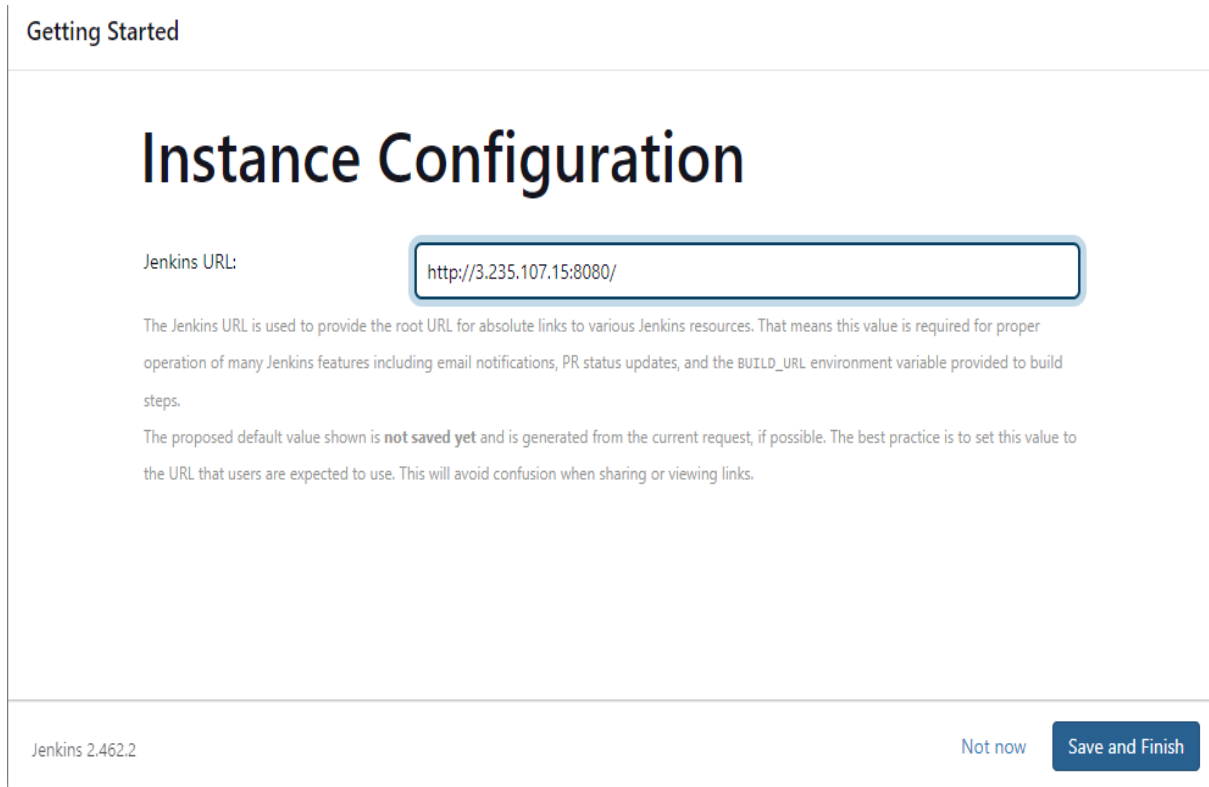 Getting Started
Instance Configuration
Jenkins URL:
http://3.235.107.15:8080/
The Jenkins URL is used to provide the root URL for absolute links to various Jenkins resources. That means this value is required for proper
operation of many Jenkins features including email notifications, PR status updates, and the BUILD_URL environment variable provided to build
steps.
The proposed default value shown is not saved yet and is generated from the current request, if possible. The best practice is to set this value to
the URL that users are expected to use. This will avoid confusion when sharing or viewing links.
Jenkins 2.462.2
Not now
Save and Finish